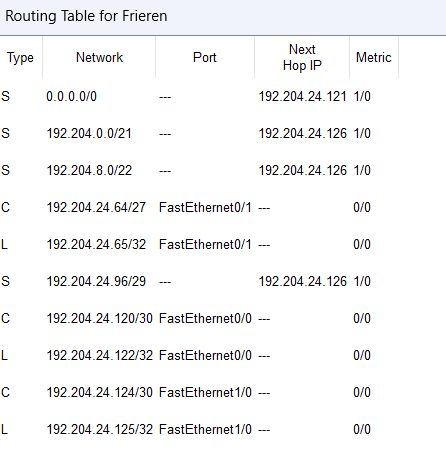 Routing Table for Frieren
Type Network Port Next Hop IP Metric
S 0.0.0.0/0 --- 192.204.24.121 1/0
S 192.204.0.0/21 --- 192.204.24.126 1/0
S 192.204.8.0/22 --- 192.204.24.126 1/0
C 192.204.24.64/27 FastEthernet0/1 --- 0/0
L 192.204.24.65/32 FastEthernet0/1 --- 0/0
S 192.204.24.96/29 --- 192.204.24.126 1/0
C 192.204.24.120/30 FastEthernet0/0 --- 0/0
L 192.204.24.122/32 FastEthernet0/0 --- 0/0
C 192.204.24.124/30 FastEthernet1/0 --- 0/0
L 192.204.24.125/32 FastEthernet1/0 --- 0/0